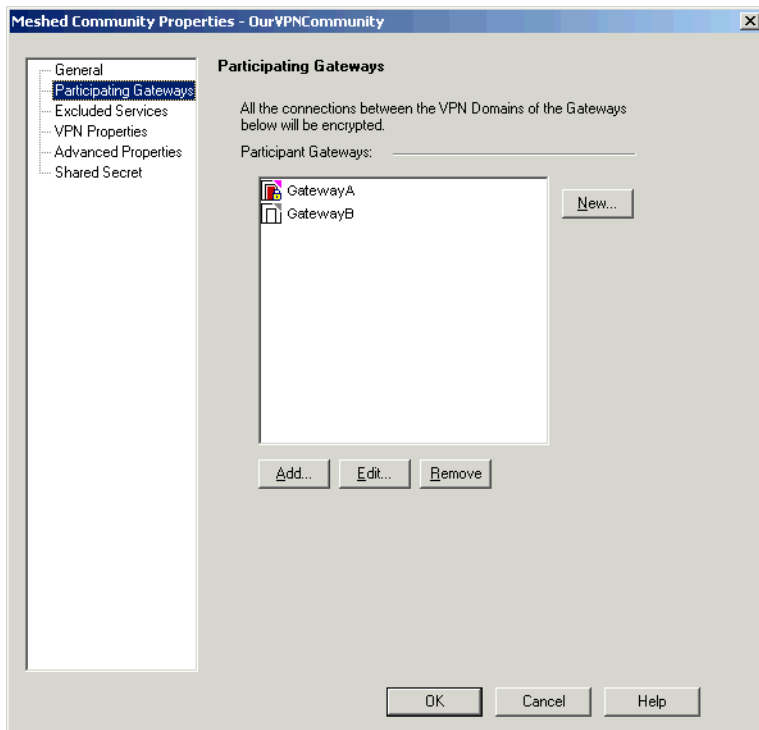 Meshed Community Properties - OurVPNCommunity
General
Participating Gateways
Excluded Services
VPN Properties
Advanced Properties
Shared Secret
Participating Gateways
All the connections between the VPN Domains of the Gateways
below will be encrypted.
Participant Gateways:
GatewayA
GatewayB
New...
Add...
Edit...
Remove
OK
Cancel
Help